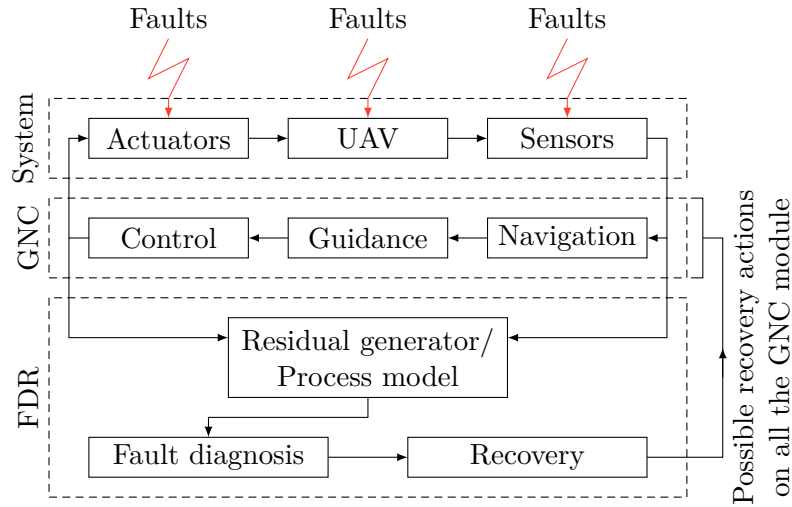 Faults
Faults
Faults
System
Actuators
UAV
Sensors
GNC
Control
Guidance
Navigation
FDR
Residual generator/
Process model
Fault diagnosis
Recovery
Possible recovery actions
on all the GNC module